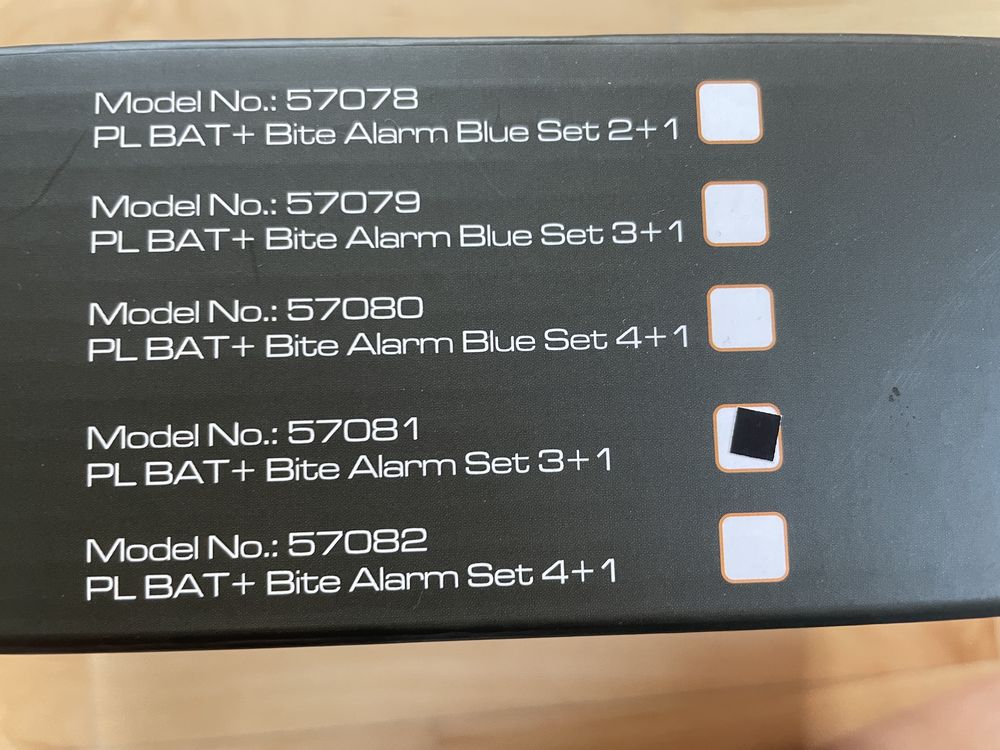 Model No.: 57078
PL BAT+ Bite Alarm Blue Set 2+1
Model No.: 57079
PL BAT+ Bite Alarm Blue Set 3+1
Model No.: 57080
PL BAT+ Bite Alarm Blue Set 4+1
Model No.: 57081
PL BAT+ Bite Alarm Set 3+1
Model No.: 57082
PL BAT+ Bite Alarm Set 4+1